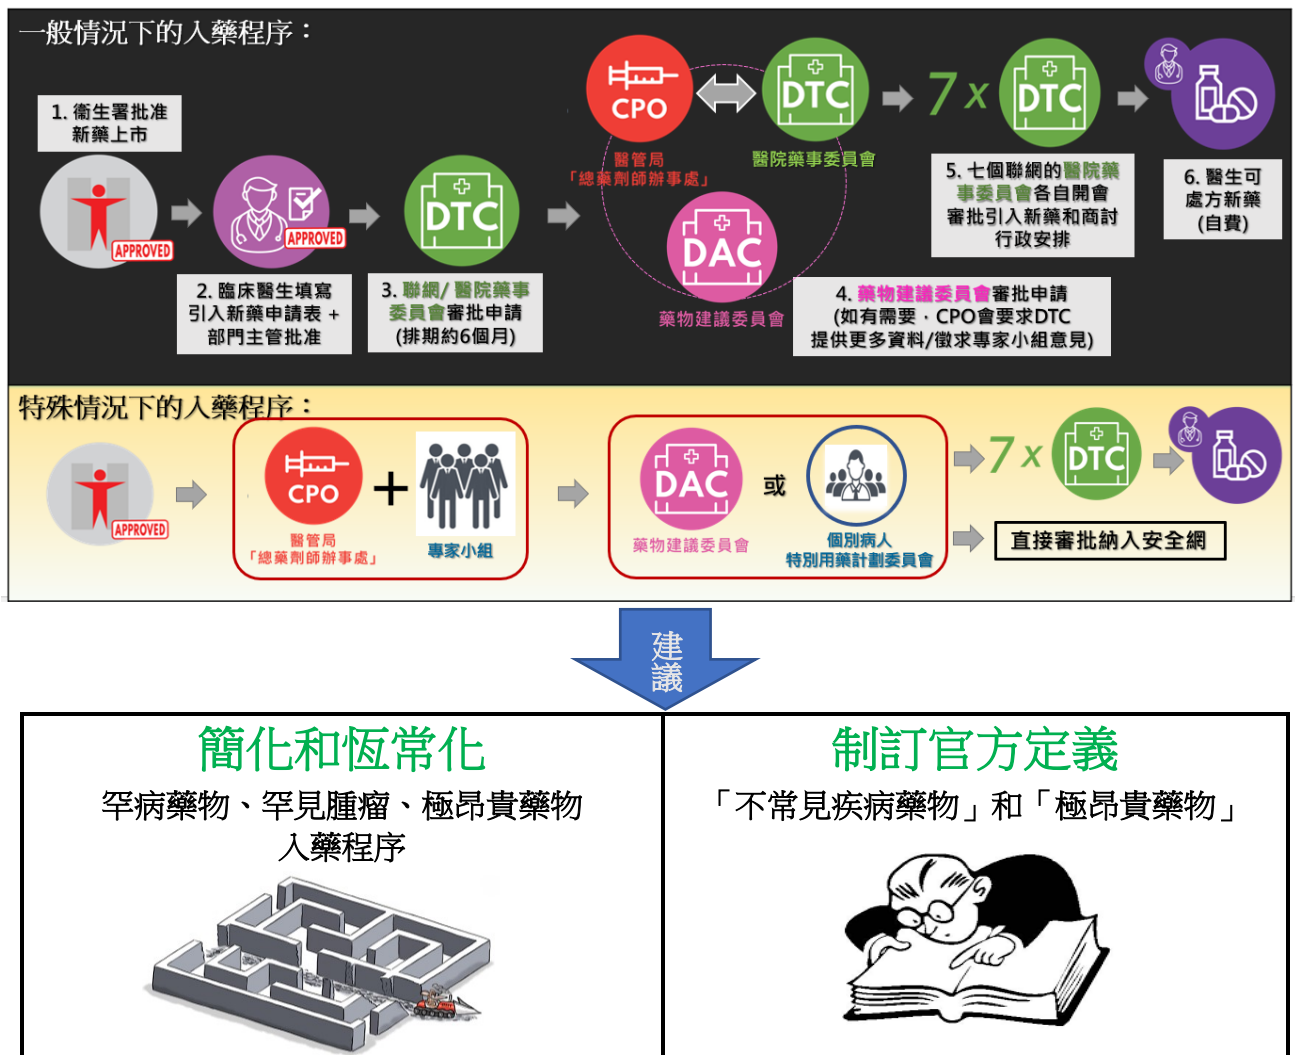 一般情況下的入藥程序：
1. 衞生署批准
新藥上市
APPROVED
2. 臨床醫生填寫
引入新藥申請表 +
部門主管批准
APPROVED
DTC
3. 聯網/ 醫院藥事
委員會審批申請
(排期約6個月)
CPO
醫管局
「總藥劑師辦事處」
DTC
醫院藥事委員會
DAC
藥物建議委員會
4. 藥物建議委員會審批申請
(如有需要，CPO會要求DTC
提供更多資料/徵求專家小組意見)
7 x
DTC
5. 七個聯網的醫院藥
事委員會各自開會
審批引入新藥和商討
行政安排
6. 醫生可
處方新藥
(自費)
特殊情況下的入藥程序：
APPROVED
CPO
醫管局
「總藥劑師辦事處」
+
專家小組
DAC
藥物建議委員會
或
個別病人
特別用藥計劃委員會
7 x
DTC
直接審批納入安全網
建
議
簡化和恆常化
罕病藥物、罕見腫瘤、極昂貴藥物
入藥程序
制訂官方定義
「不常見疾病藥物」和「極昂貴藥物」